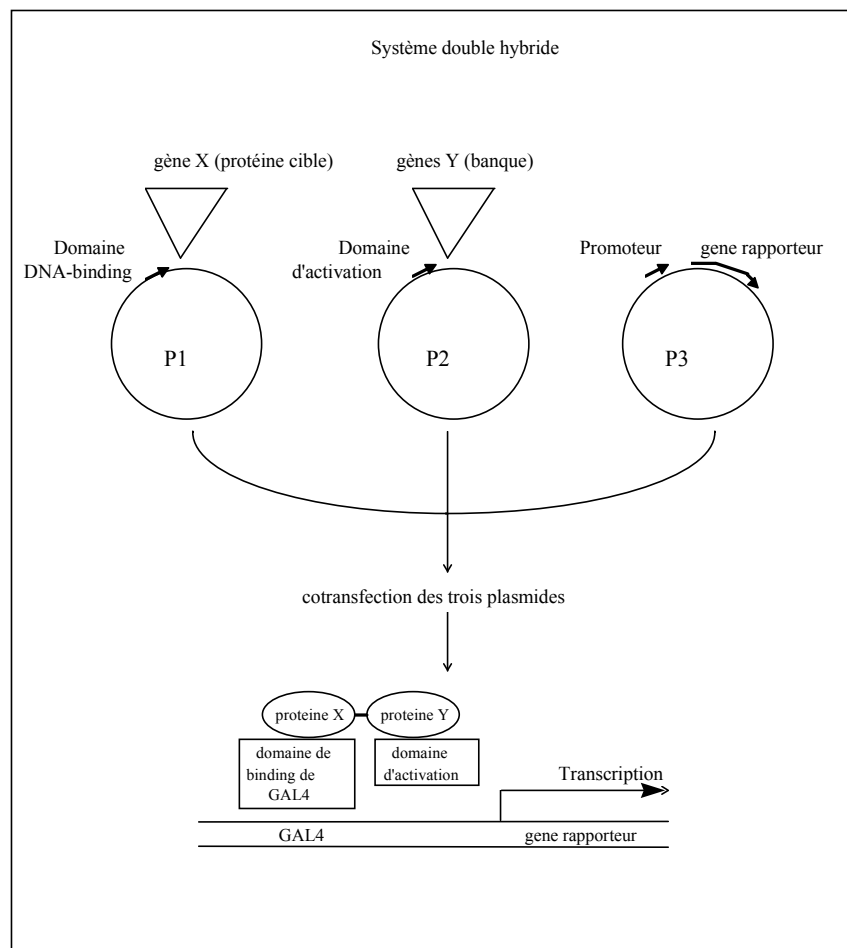 Système double hybride
gène X (protéine cible)
gènes Y (banque)
Domaine
DNA-binding
Domaine
d'activation
Promoteur
gene rapporteur
P1
P2
P3
cotransfection des trois plasmides
proteine X
proteine Y
domaine de
binding de
GAL4
domaine
d'activation
Transcription
GAL4
gene rapporteur